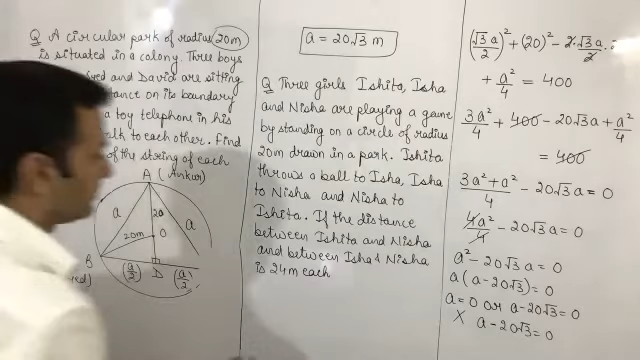 Q A circular park of radius 20m
is situated in a colony. Three boys
and David are sitting
on its boundary
a toy telephone in his
to each other. Find
of the string of each
A (Ankur)
a
20
a
20m
O
B
(a/2)
D
(a/2)
a = 20√3 m
Q Three girls Ishita, Isha
and Nisha are playing a game
by standing on a circle of radius
20m drawn in a park. Ishita
throws a ball to Isha, Isha
to Nisha and Nisha to
Ishita. If the distance
between Ishita and Nisha
and between Isha & Nisha
is 24m each
(√3 a/2)² + (20)² - 2·√3a/2
+ a²/4 = 400
3a²/4 + 400 - 20√3a + a²/4
= 400
3a² + a²/4 - 20√3a = 0
4a²/4 - 20√3a = 0
a² - 20√3a = 0
a(a - 20√3) = 0
a = 0 or a - 20√3 = 0
X a - 20√3 = 0